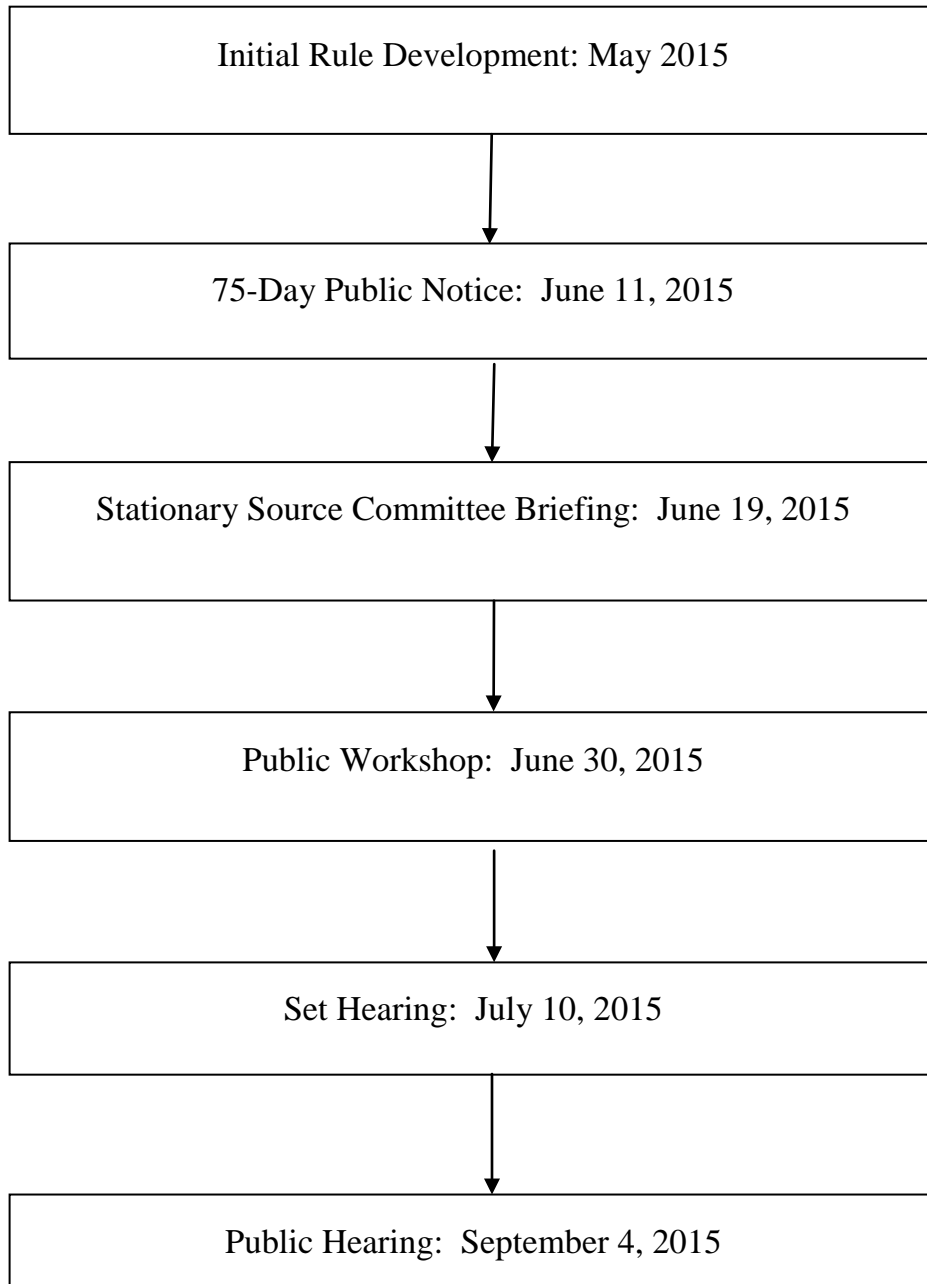 Initial Rule Development: May 2015
75-Day Public Notice:  June 11, 2015
Stationary Source Committee Briefing:  June 19, 2015
Public Workshop:  June 30, 2015
Set Hearing:  July 10, 2015
Public Hearing:  September 4, 2015